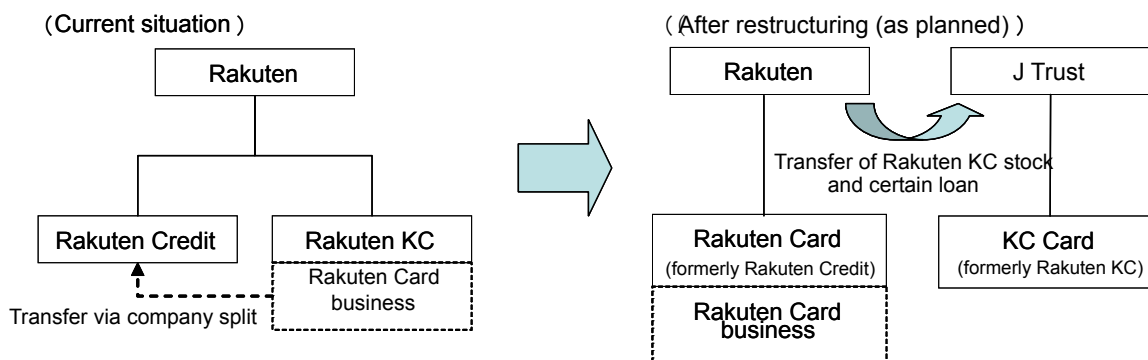 （Current situation）
Rakuten
Rakuten Credit
Rakuten KC
Rakuten Card
business
Transfer via company split
（After restructuring (as planned)）
Rakuten
J Trust
Transfer of Rakuten KC stock
and certain loan
Rakuten Card
(formerly Rakuten Credit)
Rakuten Card
business
KC Card
(formerly Rakuten KC)